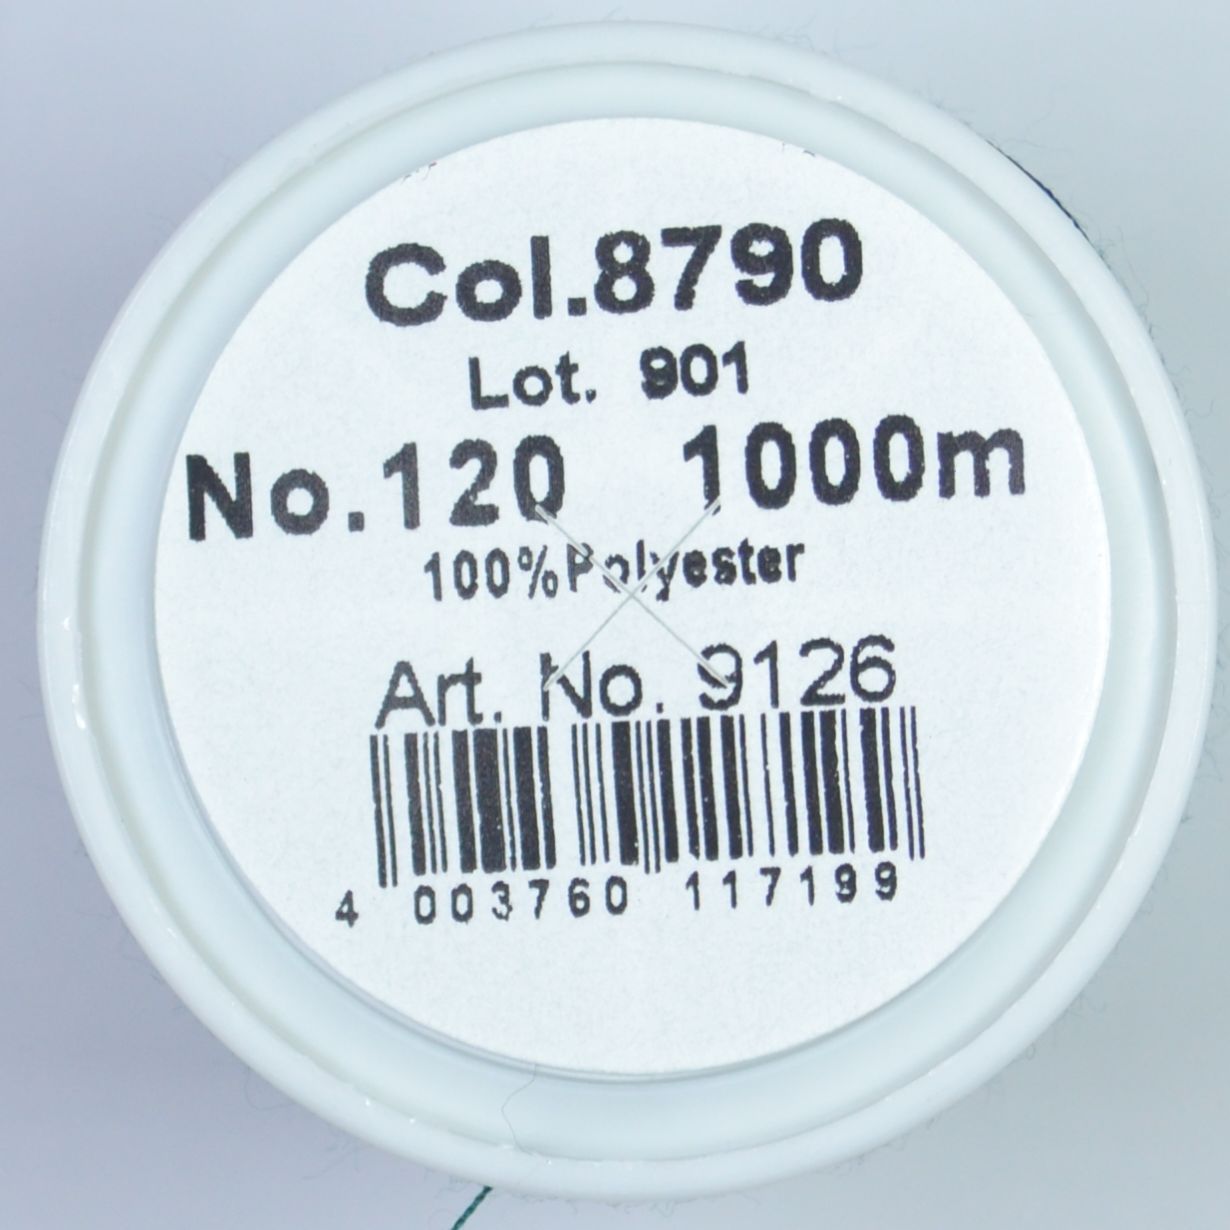 Col.8790
Lot. 901
No.120 1000m
100%Polyester
Art. No. 9126
4 003760 117199